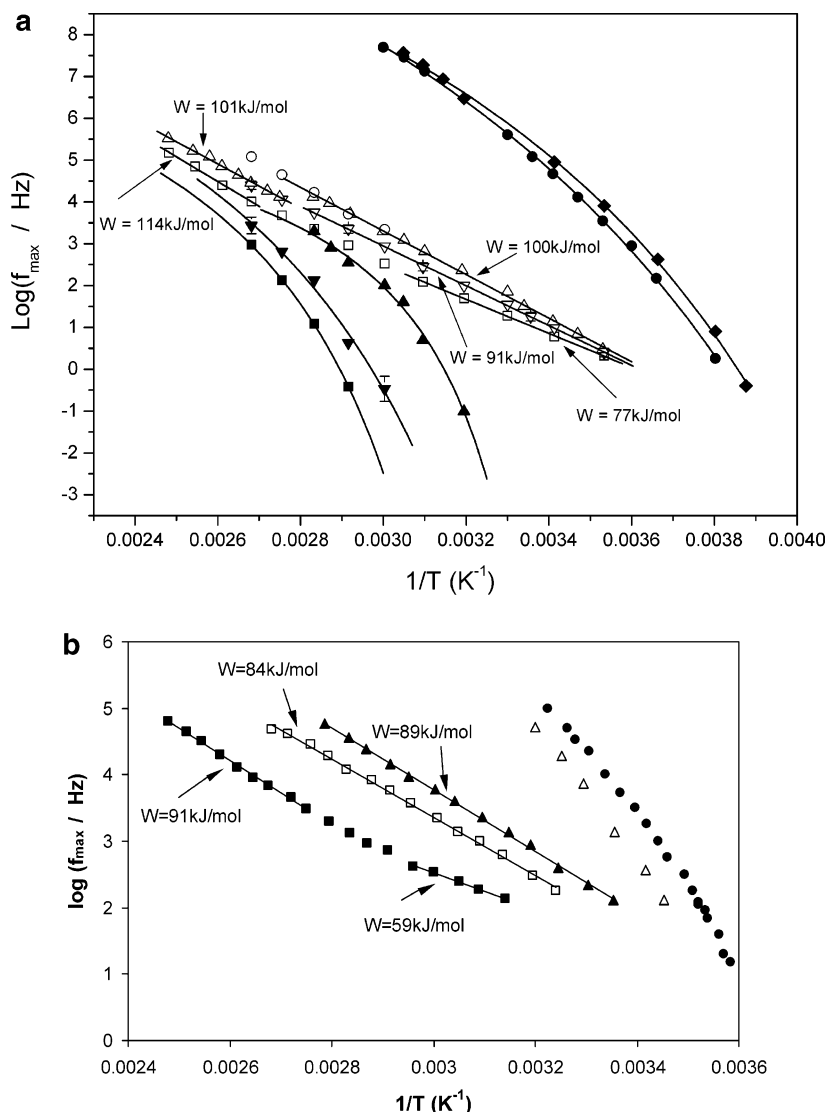 a
8
7
6
5
4
3
2
1
0
-1
-2
-3
Log(f max / Hz)
W = 101kJ/mol
W = 114kJ/mol
W = 100kJ/mol
W = 91kJ/mol
W = 77kJ/mol
0.0024 0.0026 0.0028 0.0030 0.0032 0.0034 0.0036 0.0038 0.0040
1/T (K-1)
b
6
5
4
3
2
1
0
log (fmax / Hz)
W=84kJ/mol
W=89kJ/mol
W=91kJ/mol
W=59kJ/mol
0.0024 0.0026 0.0028 0.003 0.0032 0.0034 0.0036
1/T (K-1)